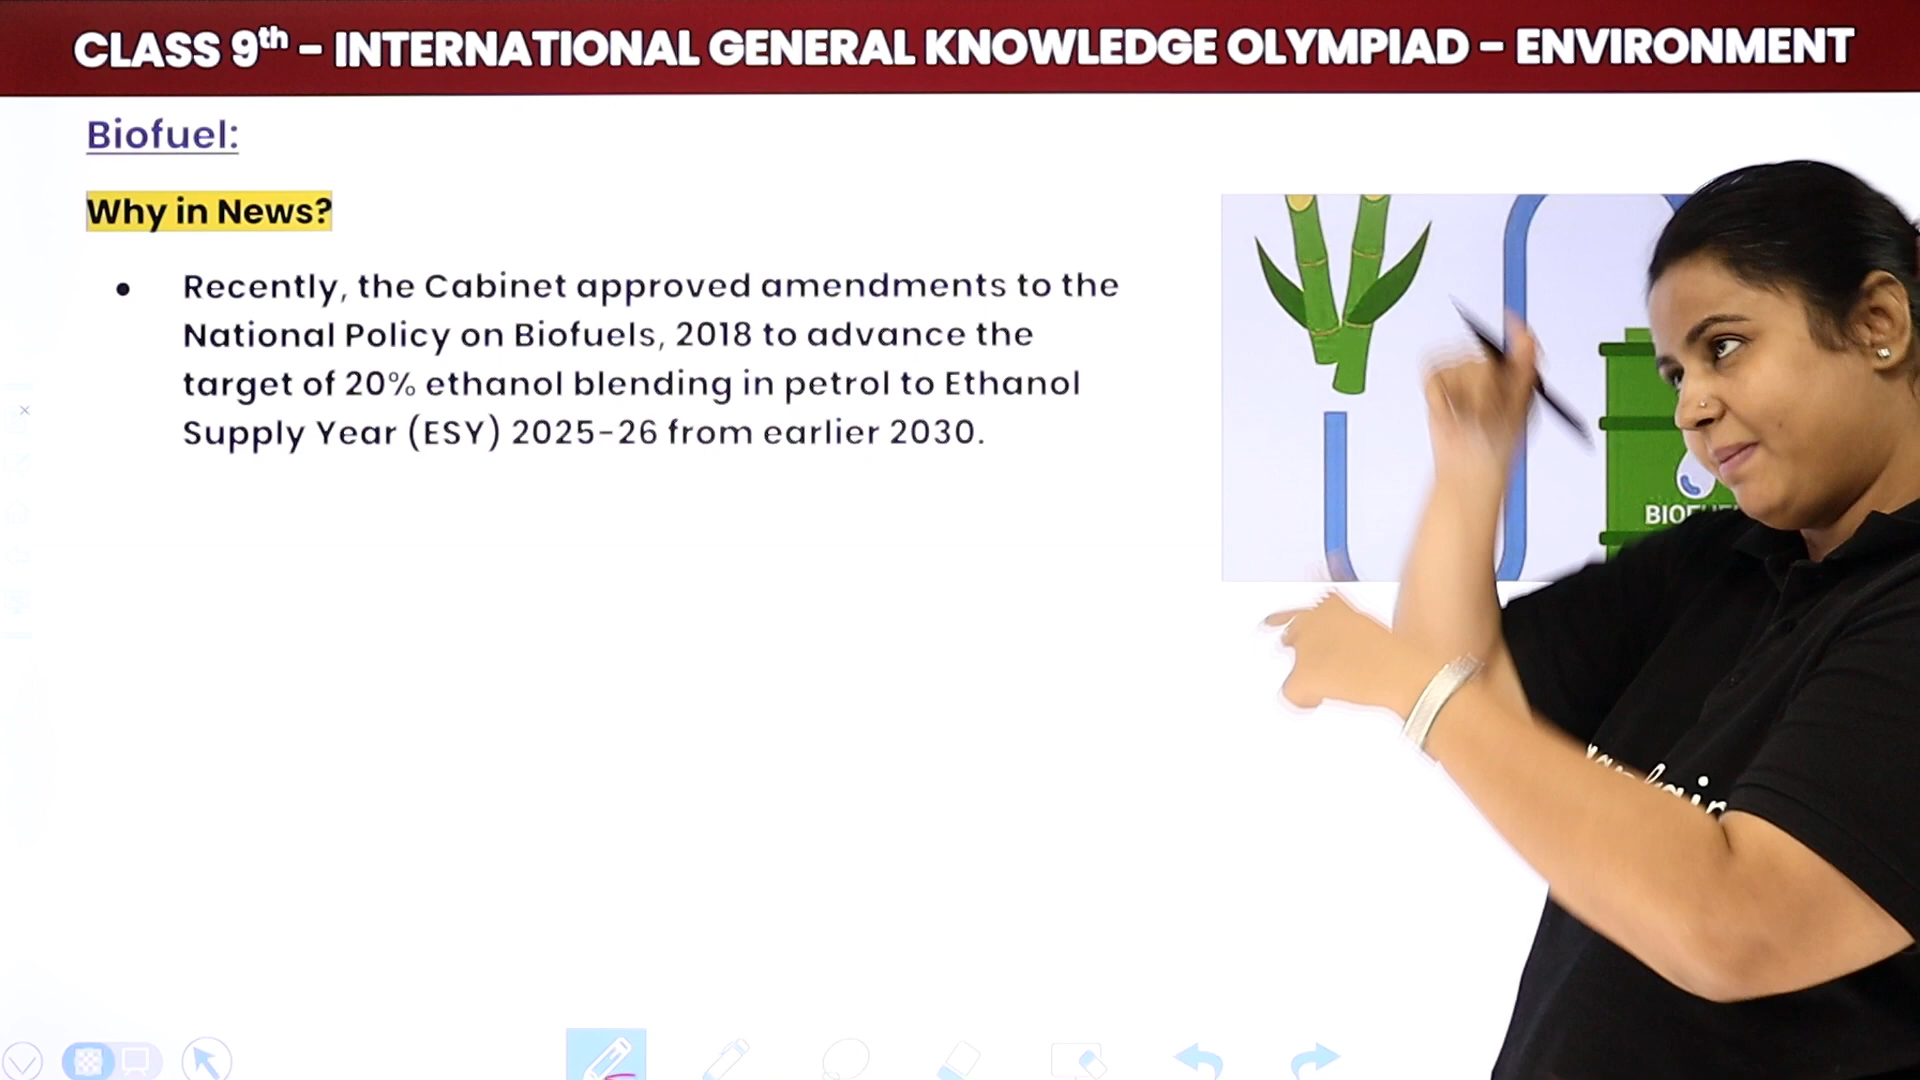 CLASS 9th – INTERNATIONAL GENERAL KNOWLEDGE OLYMPIAD – ENVIRONMENT
Biofuel:
Why in News?
• Recently, the Cabinet approved amendments to the
National Policy on Biofuels, 2018 to advance the
target of 20% ethanol blending in petrol to Ethanol
Supply Year (ESY) 2025-26 from earlier 2030.